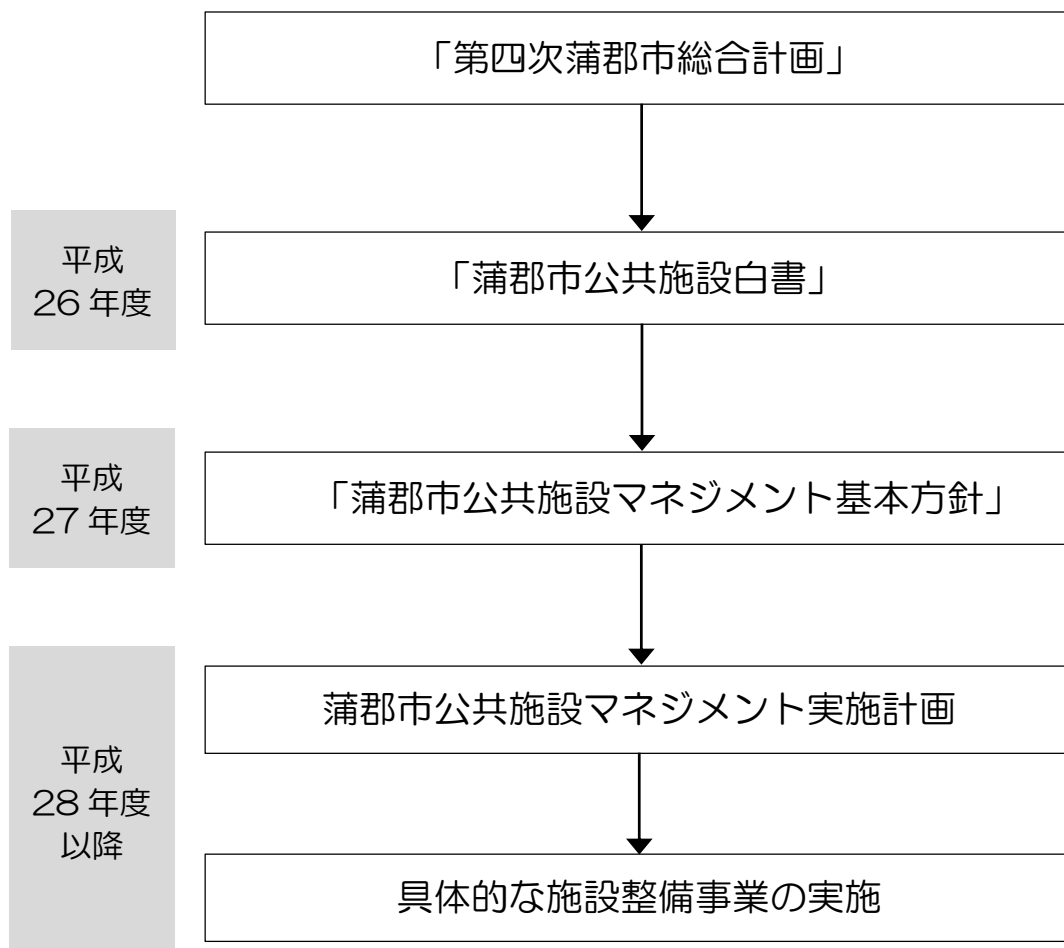 「第四次蒲郡市総合計画」
平成
26 年度
「蒲郡市公共施設白書」
平成
27 年度
「蒲郡市公共施設マネジメント基本方針」
平成
28 年度
以降
蒲郡市公共施設マネジメント実施計画
具体的な施設整備事業の実施